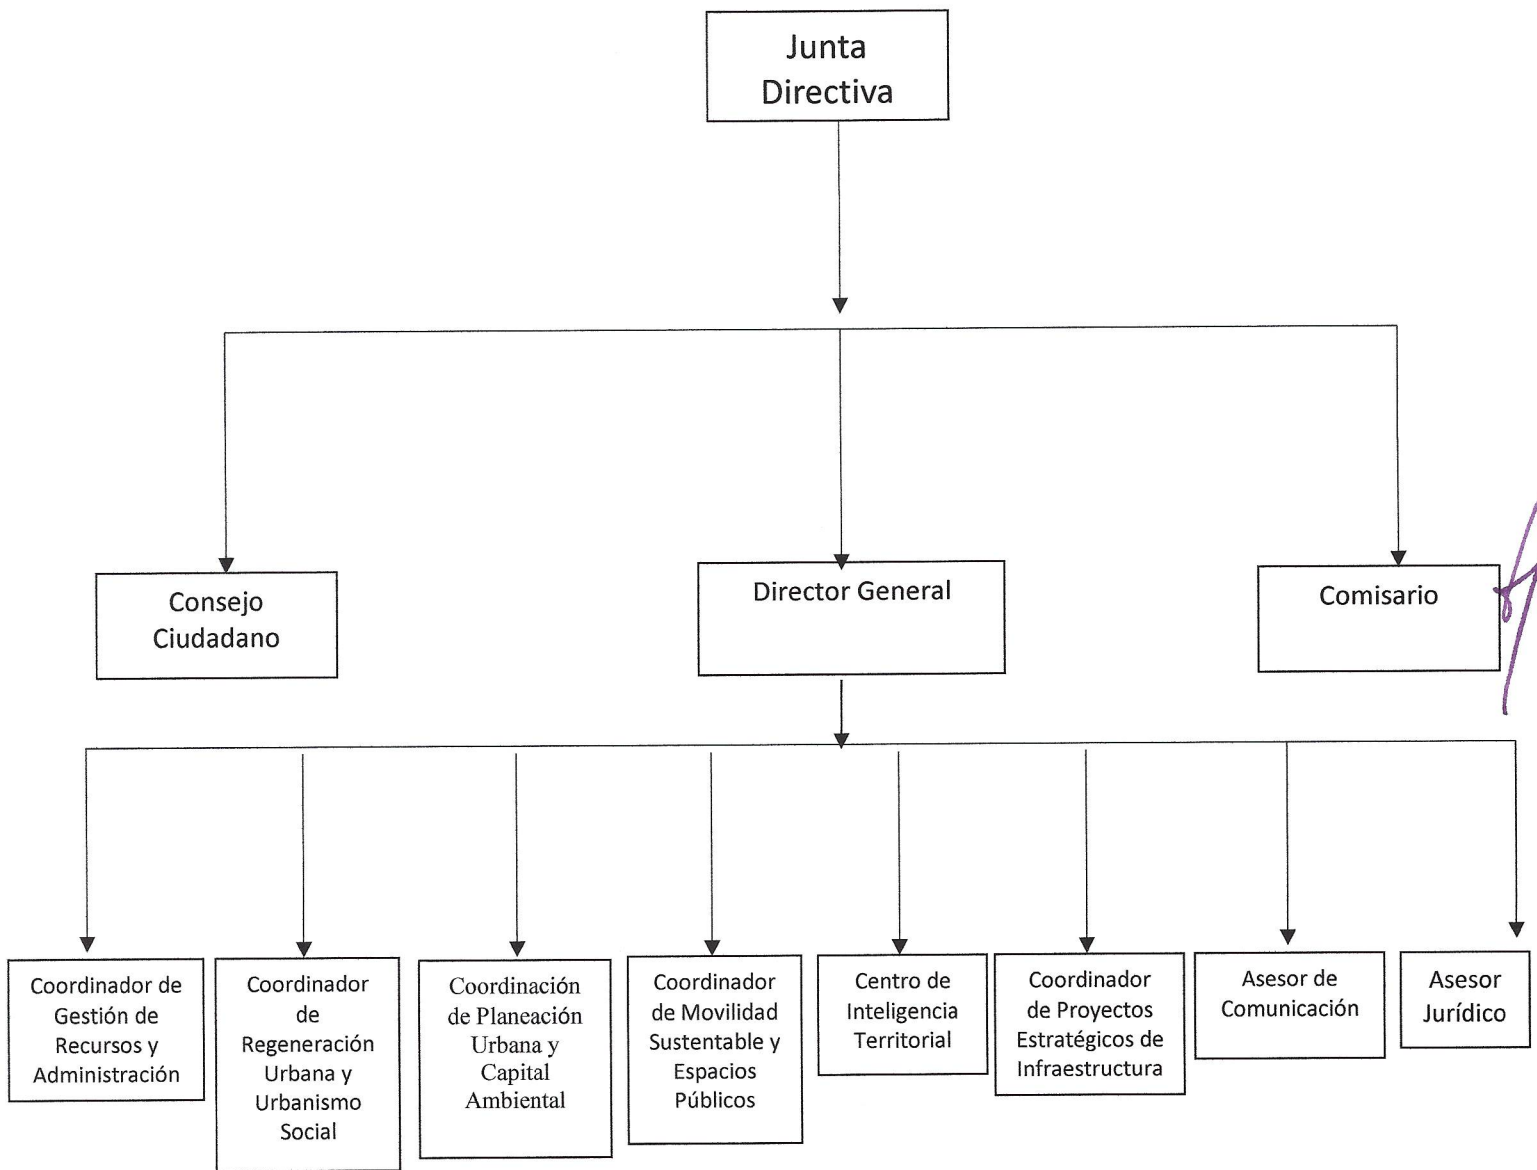 Junta
Directiva
Consejo
Ciudadano
Director General
Comisario
Coordinador de
Gestión de
Recursos y
Administración
Coordinador
de
Regeneración
Urbana y
Urbanismo
Social
Coordinación
de Planeación
Urbana y
Capital
Ambiental
Coordinador
de Movilidad
Sustentable y
Espacios
Públicos
Centro de
Inteligencia
Territorial
Coordinador
de Proyectos
Estratégicos de
Infraestructura
Asesor de
Comunicación
Asesor
Jurídico